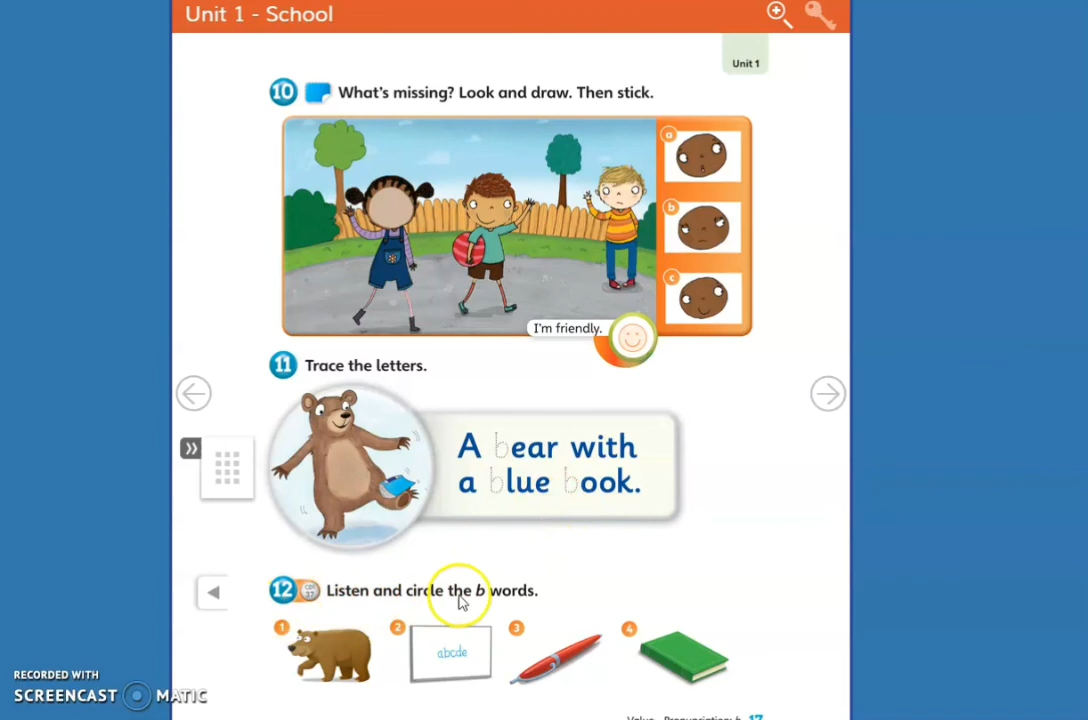 Unit 1 - School
Unit 1
10 What's missing? Look and draw. Then stick.
a
b
c
I'm friendly.
11 Trace the letters.
A bear with
a blue book.
12 Listen and circle the b words.
1
2
3
4
abcde
RECORDED WITH
SCREENCAST MATIC